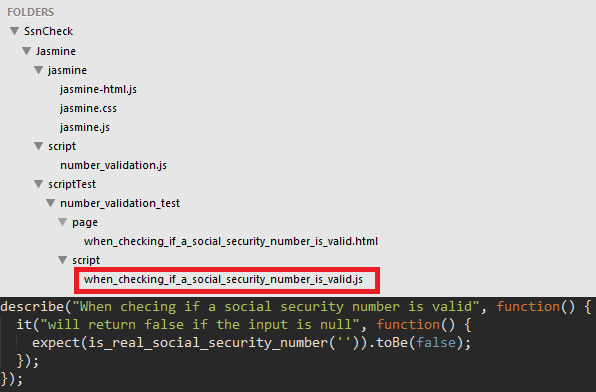 FOLDERS
SsnCheck
Jasmine
jasmine
jasmine-html.js
jasmine.css
jasmine.js
script
number_validation.js
scriptTest
number_validation_test
page
when_checking_if_a_social_security_number_is_valid.html
script
when_checking_if_a_social_security_number_is_valid.js
describe("When checing if a social security number is valid", function() {
it("will return false if the input is null", function() {
expect(is_real_social_security_number('')).toBe(false);
});
});